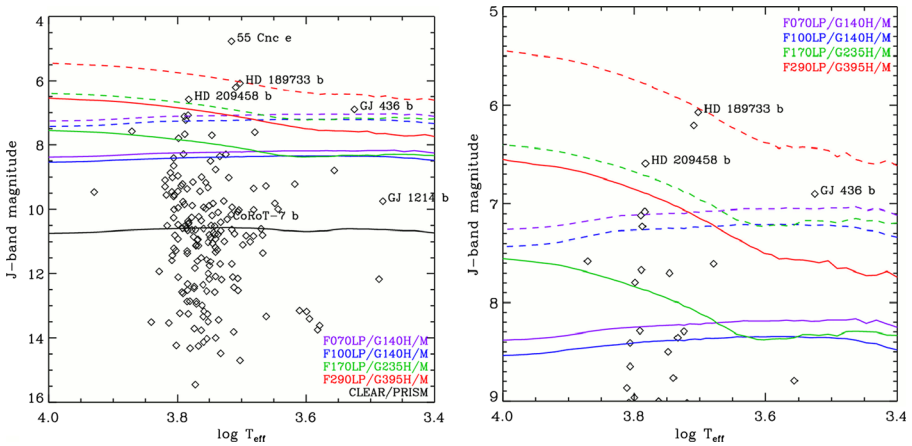 4
6
8
10
12
14
16
J-band magnitude
55 Cnc e
HD 189733 b
HD 209458 b
GJ 436 b
GJ 1214 b
CoRoT-7 b
F070LP/G140H/M
F100LP/G140H/M
F170LP/G235H/M
F290LP/G395H/M
CLEAR/PRISM
4.0 3.8 3.6 3.4
log Teff
5
6
7
8
9
J-band magnitude
F070LP/G140H/M
F100LP/G140H/M
F170LP/G235H/M
F290LP/G395H/M
HD 189733 b
HD 209458 b
GJ 436 b
4.0 3.8 3.6 3.4
log Teff